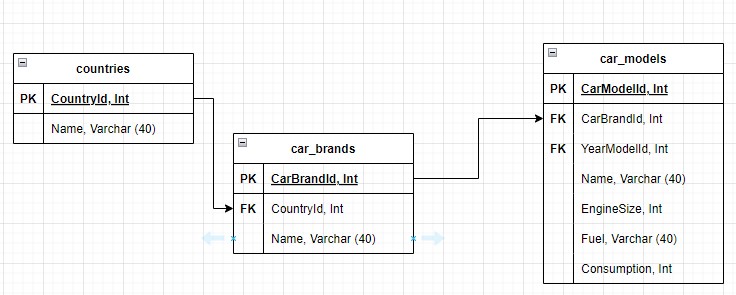 countries
PK CountryId, Int
Name, Varchar (40)
car_brands
PK CarBrandId, Int
FK CountryId, Int
Name, Varchar (40)
car_models
PK CarModelId, Int
FK CarBrandId, Int
FK YearModelId, Int
Name, Varchar (40)
EngineSize, Int
Fuel, Varchar (40)
Consumption, Int